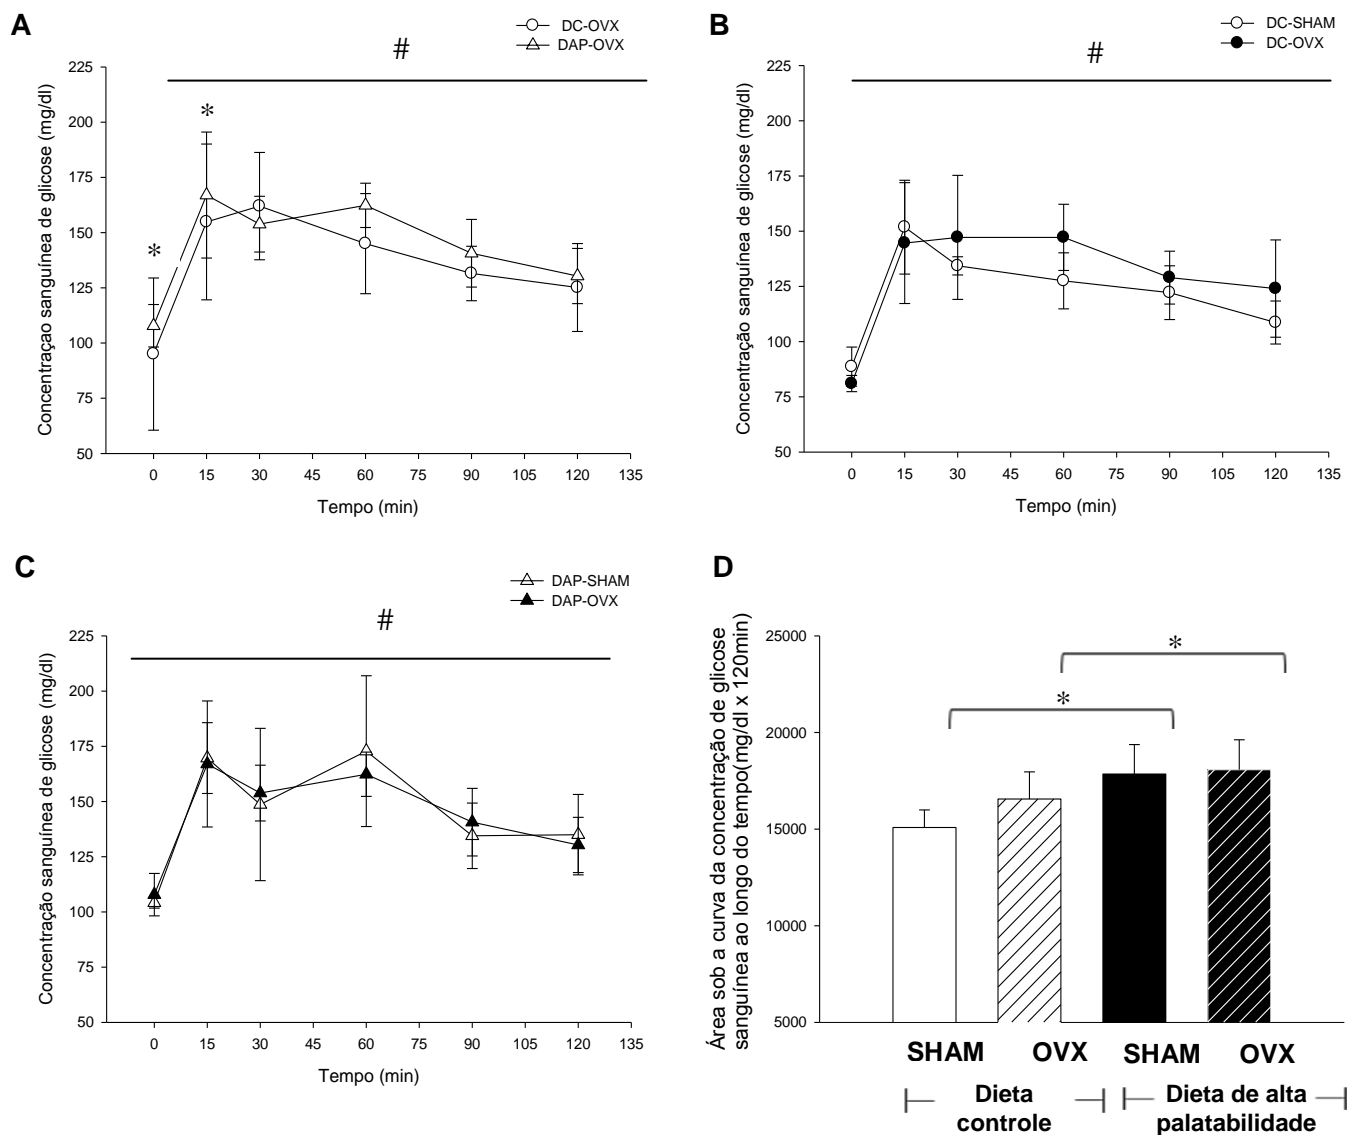 A
DC-OVX
DAP-OVX
#
Concentraçao sanguínea de glicose (mg/dl)
225
200
175
150
125
100
75
50
*
*
0 15 30 45 60 75 90 105 120 135
Tempo (min)
B
DC-SHAM
DC-OVX
#
Concentração sanguínea de glicose (mg/dl)
225
200
175
150
125
100
75
50
0 15 30 45 60 75 90 105 120 135
Tempo (min)
C
DAP-SHAM
DAP-OVX
#
Concentração sanguínea de glicose (mg/dl)
225
200
175
150
125
100
75
50
0 15 30 45 60 75 90 105 120 135
Tempo (min)
D
Área sob a curva da concentração de glicose
sanguínea ao longo do tempo(mg/dl x 120min)
25000
20000
15000
10000
5000
*
*
SHAM OVX SHAM OVX
Dieta controle
Dieta de alta palatabilidade